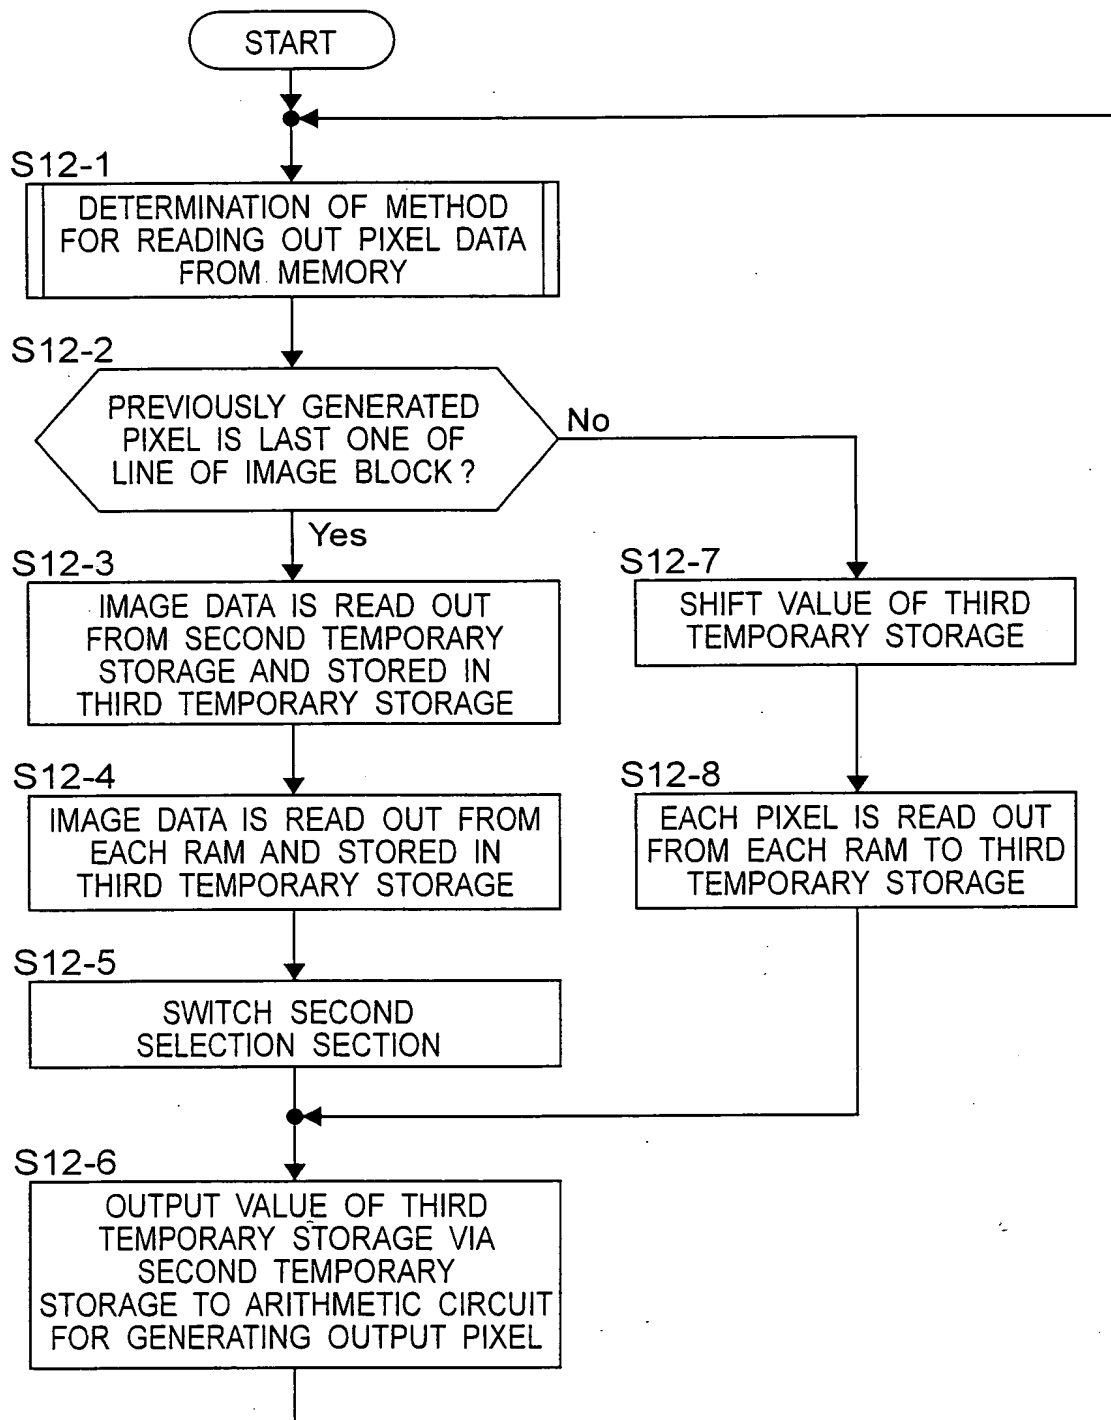 START
S12-1
DETERMINATION OF METHOD
FOR READING OUT PIXEL DATA
FROM MEMORY
S12-2
PREVIOUSLY GENERATED
PIXEL IS LAST ONE OF
LINE OF IMAGE BLOCK?
No
Yes
S12-3
IMAGE DATA IS READ OUT
FROM SECOND TEMPORARY
STORAGE AND STORED IN
THIRD TEMPORARY STORAGE
S12-4
IMAGE DATA IS READ OUT FROM
EACH RAM AND STORED IN
THIRD TEMPORARY STORAGE
S12-5
SWITCH SECOND
SELECTION SECTION
S12-7
SHIFT VALUE OF THIRD
TEMPORARY STORAGE
S12-8
EACH PIXEL IS READ OUT
FROM EACH RAM TO THIRD
TEMPORARY STORAGE
S12-6
OUTPUT VALUE OF THIRD
TEMPORARY STORAGE VIA
SECOND TEMPORARY
STORAGE TO ARITHMETIC CIRCUIT
FOR GENERATING OUTPUT PIXEL